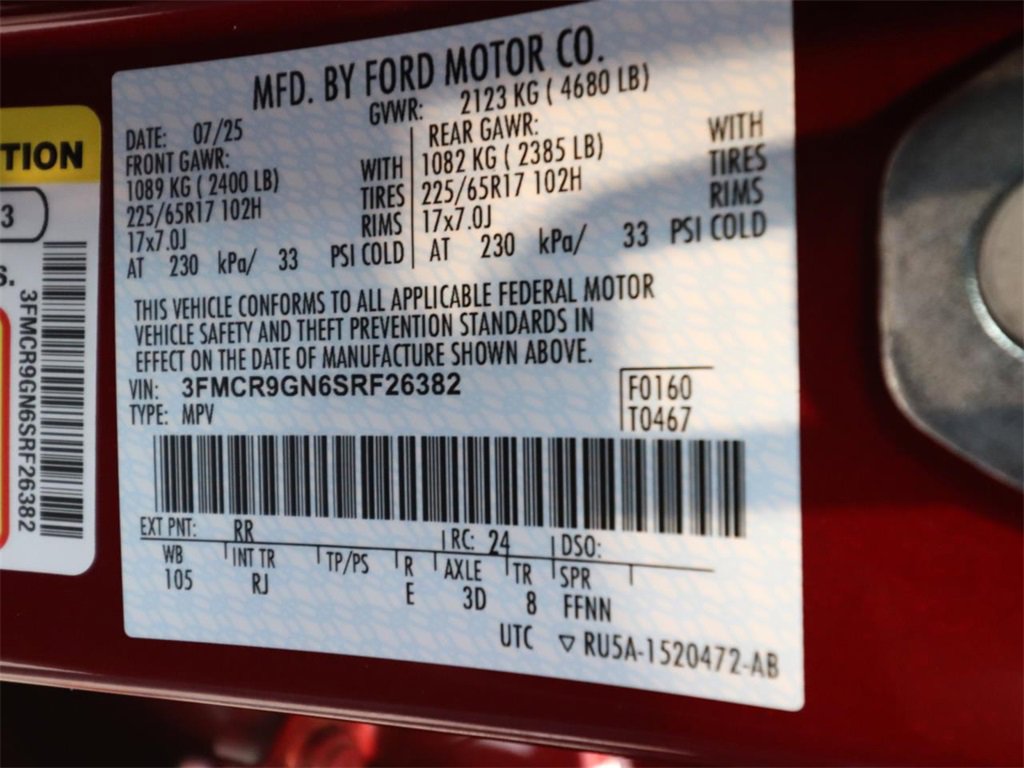 TION
3
S.
3FMCR9GN6SRF26382
MFD. BY FORD MOTOR CO.
GVWR: 2123 KG ( 4680 LB)
DATE: 07/25
FRONT GAWR:
1089 KG ( 2400 LB) WITH
225/65R17 102H TIRES
17x7.0J RIMS
AT 230 kPa/ 33 PSI COLD
REAR GAWR:
1082 KG ( 2385 LB) WITH
225/65R17 102H TIRES
17x7.0J RIMS
AT 230 kPa/ 33 PSI COLD
THIS VEHICLE CONFORMS TO ALL APPLICABLE FEDERAL MOTOR
VEHICLE SAFETY AND THEFT PREVENTION STANDARDS IN
EFFECT ON THE DATE OF MANUFACTURE SHOWN ABOVE.
VIN: 3FMCR9GN6SRF26382
TYPE: MPV
F0160
T0467
EXT PNT: RR RC: 24 DSO:
WB INT TR TP/PS R AXLE TR SPR
105 RJ E 3D 8 FFNN
UTC ▽ RU5A-1520472-AB